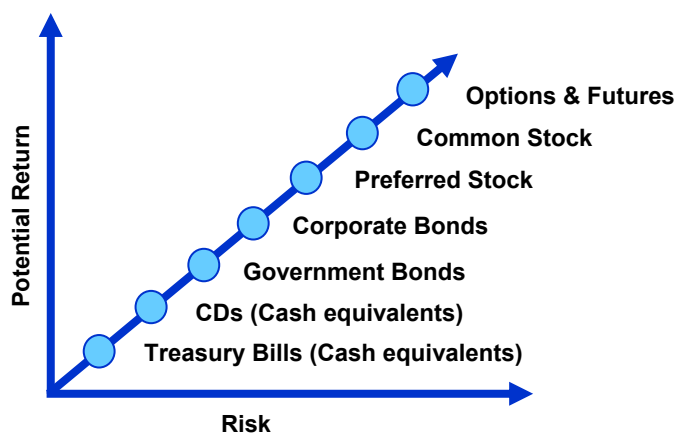 Potential Return
Options & Futures
Common Stock
Preferred Stock
Corporate Bonds
Government Bonds
CDs (Cash equivalents)
Treasury Bills (Cash equivalents)
Risk